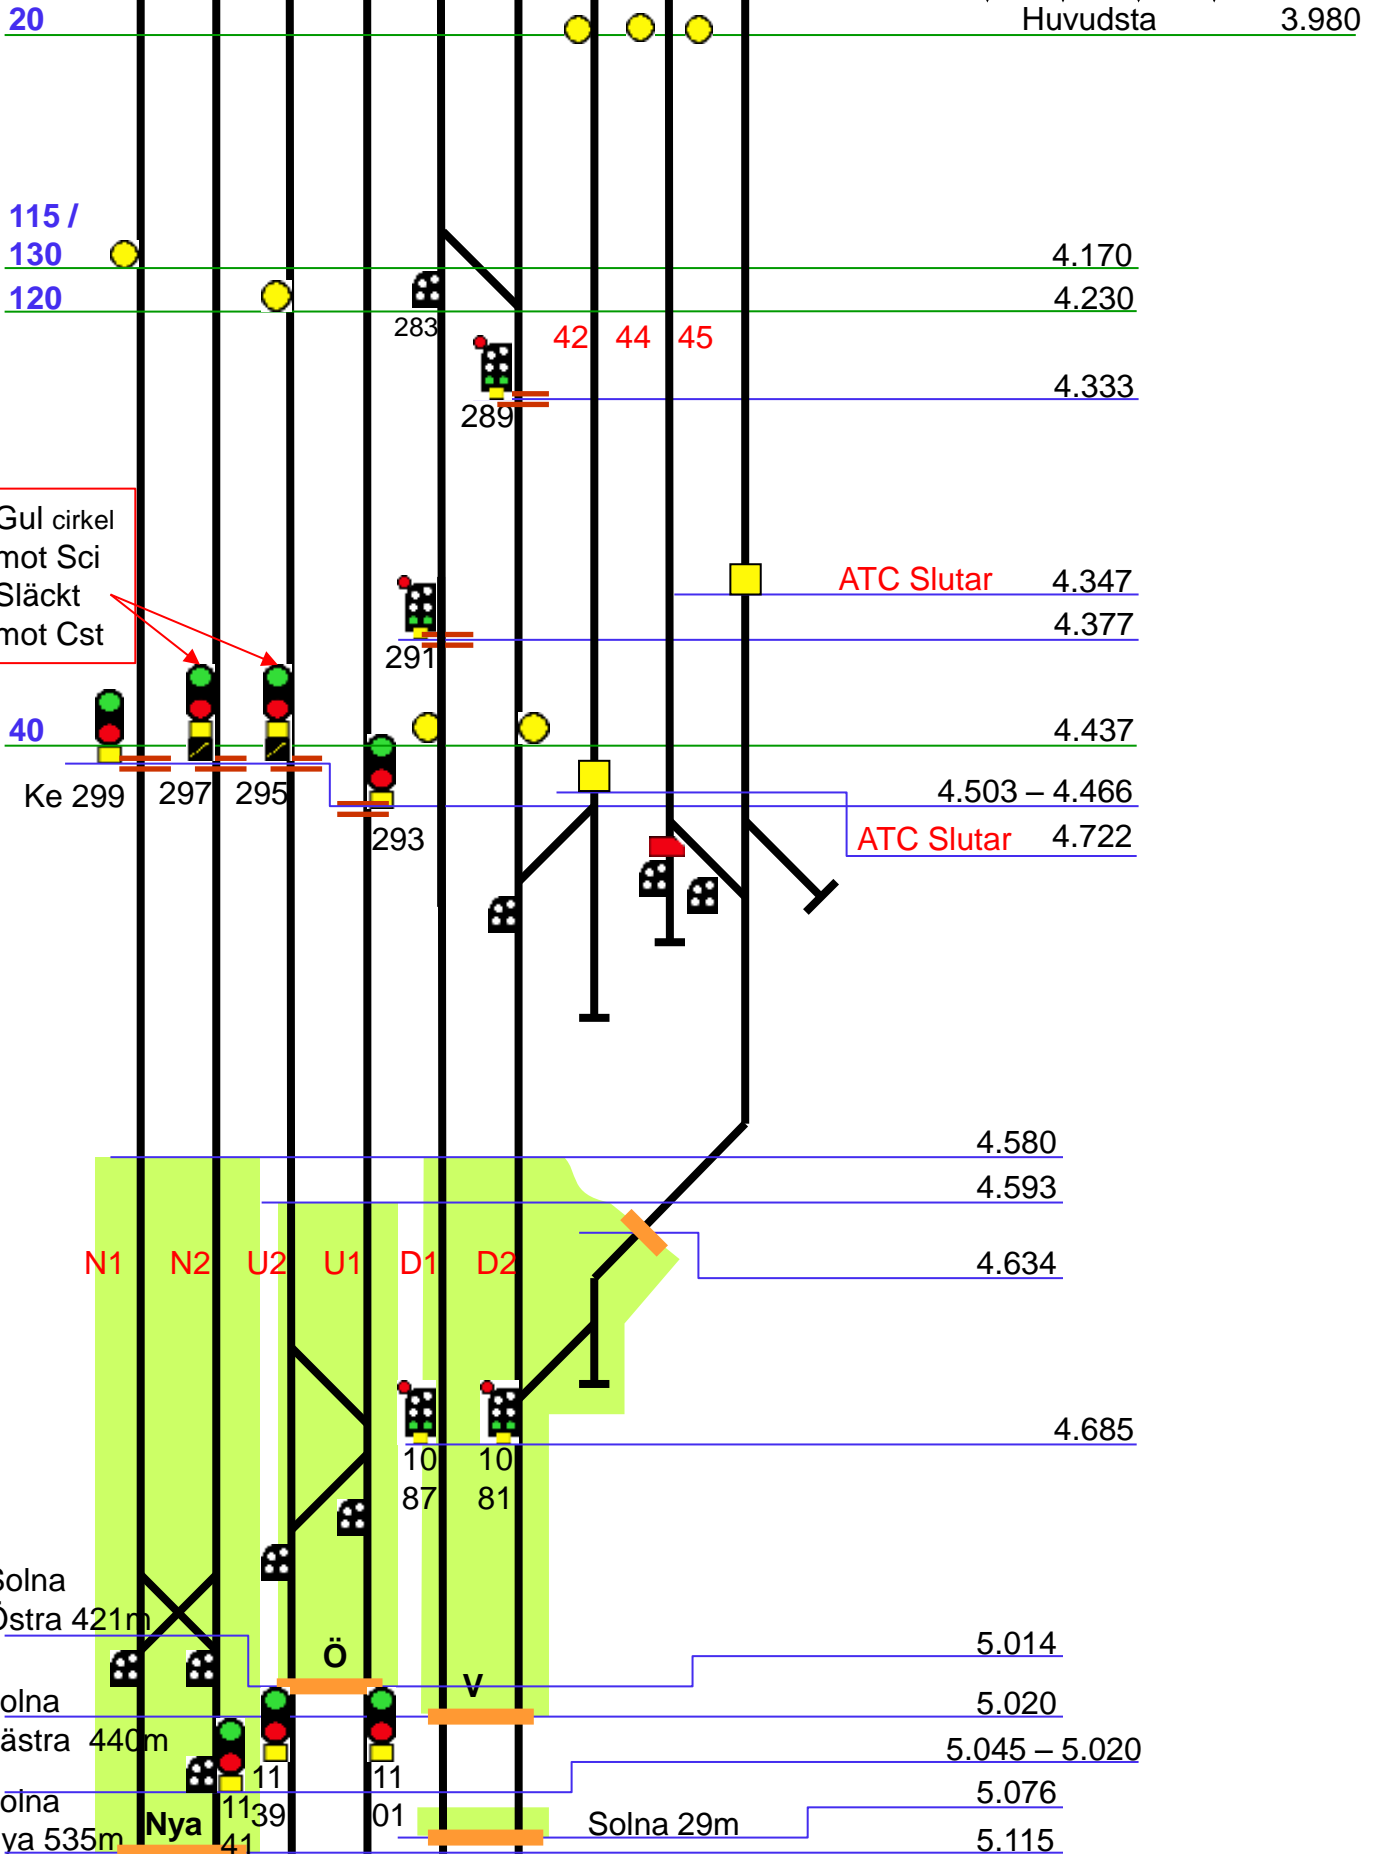 20
Huvudsta 3.980
115 /
130
4.170
120
4.230
283
42 44 45
4.333
289
Gul cirkel
mot Sci
Släckt
mot Cst
ATC Slutar 4.347
4.377
291
40
4.437
Ke 299 297 295
4.503 – 4.466
293
ATC Slutar 4.722
4.580
4.593
N1 N2 U2 U1 D1 D2
4.634
4.685
10 10
87 81
Solna
Östra 421m
Ö
5.014
V
olna
5.020
ästra 440m
5.045 – 5.020
11 11
5.076
olna
11 39 01
Nya
Solna 29m
ya 535m
41
5.115